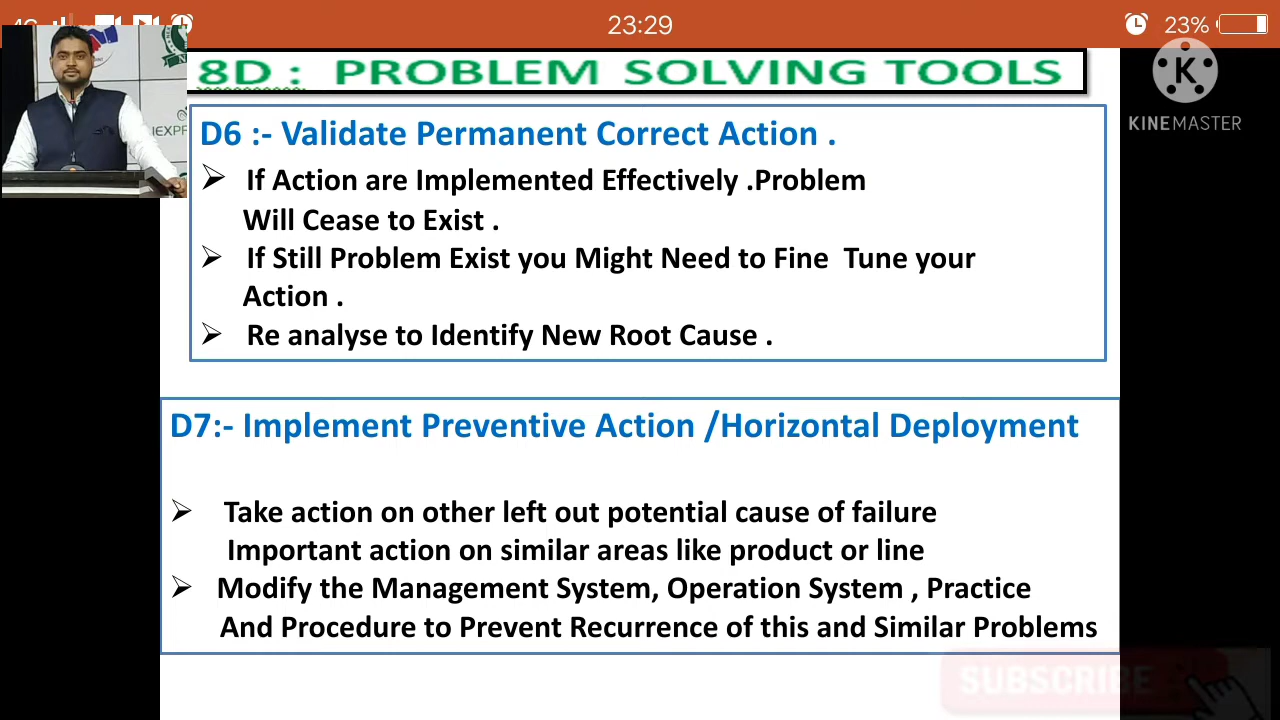 23:29
23%
8D : PROBLEM SOLVING TOOLS
K
KINEMASTER
D6 :- Validate Permanent Correct Action .
➢ If Action are Implemented Effectively .Problem
Will Cease to Exist .
➢ If Still Problem Exist you Might Need to Fine Tune your
Action .
➢ Re analyse to Identify New Root Cause .
D7:- Implement Preventive Action /Horizontal Deployment
➢ Take action on other left out potential cause of failure
Important action on similar areas like product or line
➢ Modify the Management System, Operation System , Practice
And Procedure to Prevent Recurrence of this and Similar Problems
SUBSCRIBE